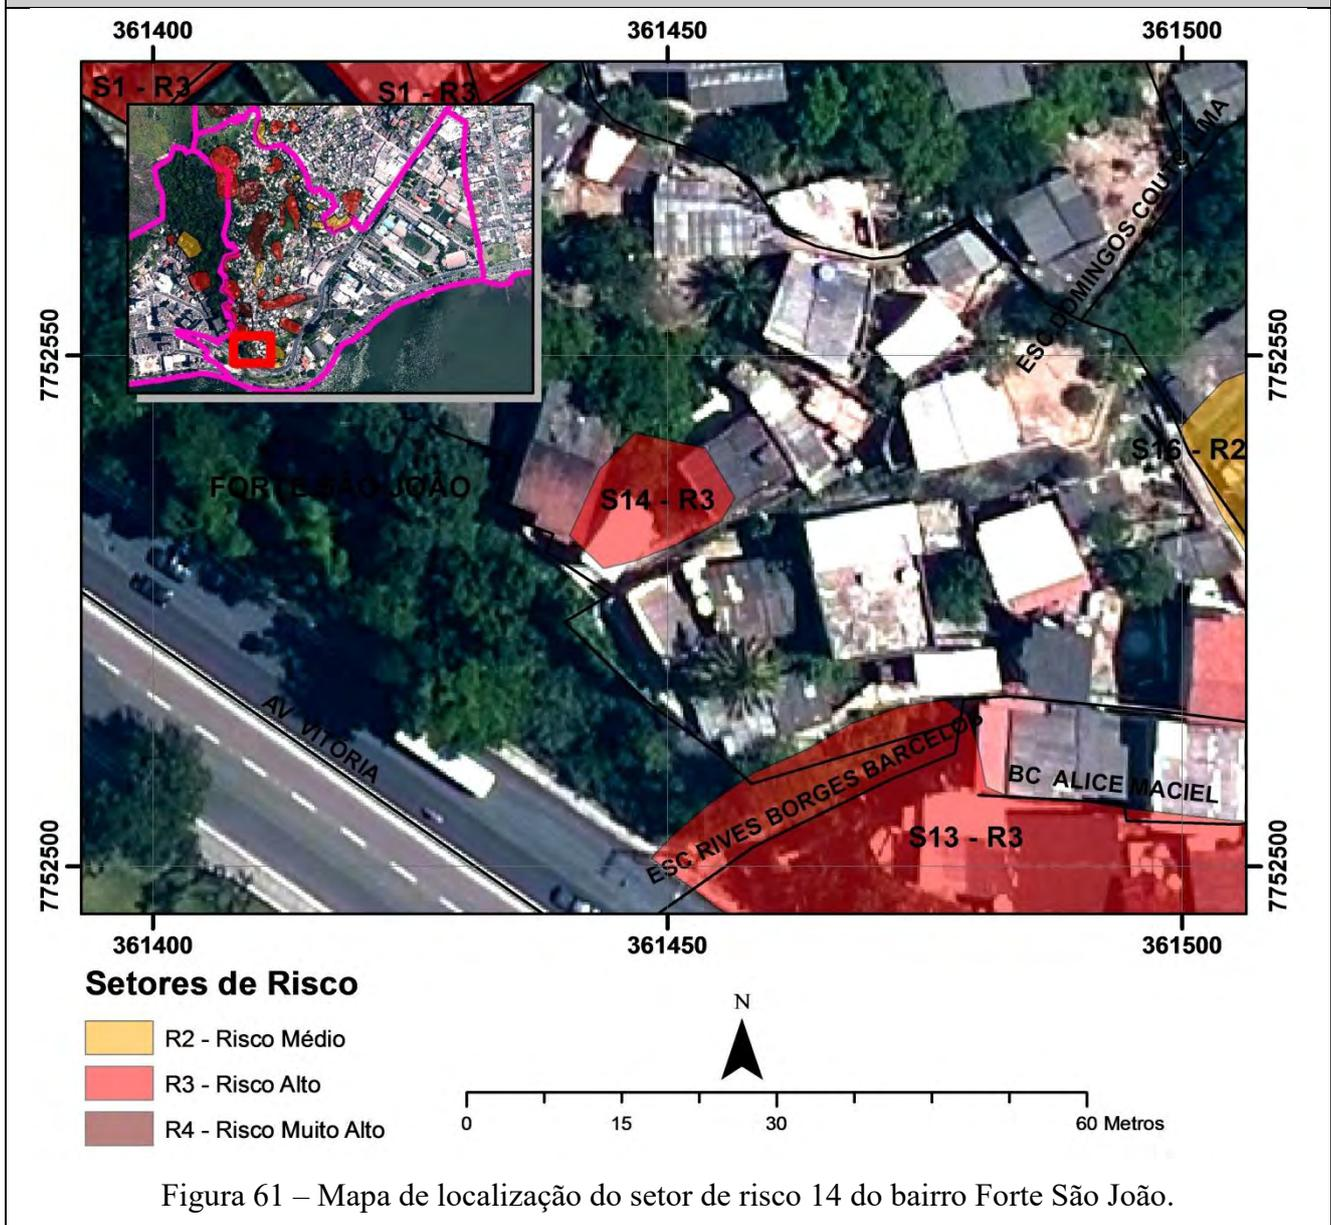 361400 361450 361500
S1 - R3
S1 - R3
ESC DOMINGOS COUTO LIMA
7752550
7752550
S16 - R2
FORTE SÃO JOÃO
S14 - R3
AV VITORIA
ESC RIVES BORGES BARCELOS
BC ALICE MACIEL
S13 - R3
7752500
7752500
361400 361450 361500
Setores de Risco
R2 - Risco Médio
R3 - Risco Alto
R4 - Risco Muito Alto
N
0 15 30 60 Metros
Figura 61 – Mapa de localização do setor de risco 14 do bairro Forte São João.